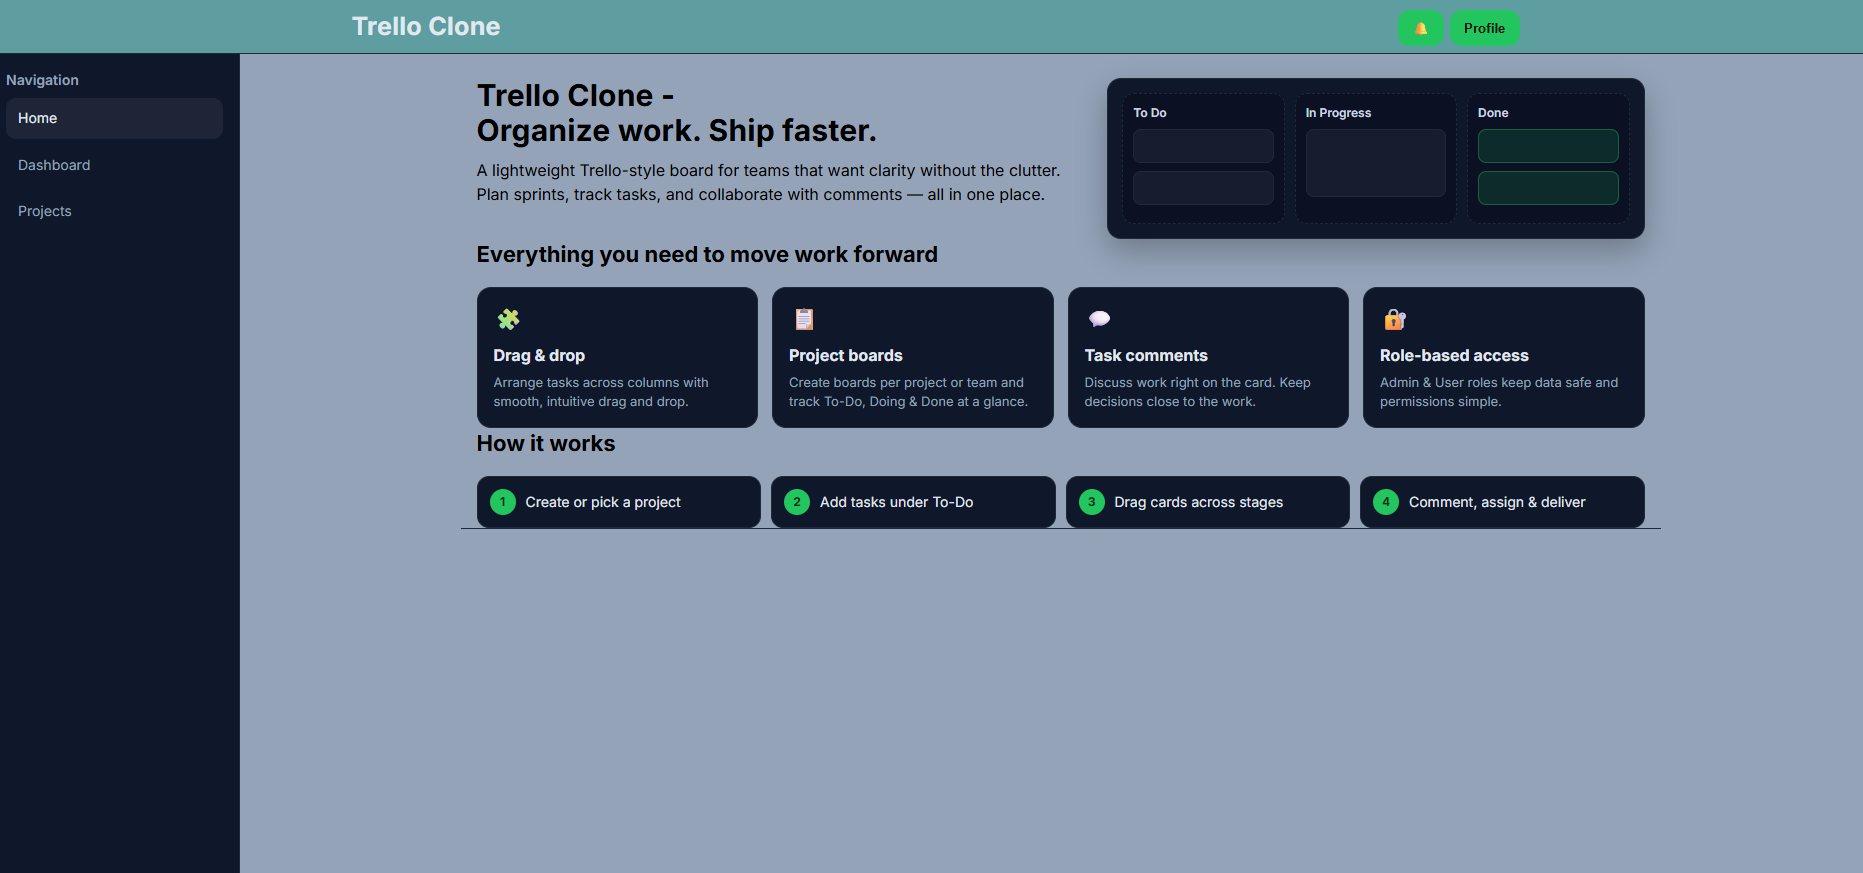 Trello Clone
Profile
Navigation
Home
Dashboard
Projects
Trello Clone -
Organize work. Ship faster.
A lightweight Trello-style board for teams that want clarity without the clutter.
Plan sprints, track tasks, and collaborate with comments — all in one place.
To Do
In Progress
Done
Everything you need to move work forward
Drag & drop
Arrange tasks across columns with
smooth, intuitive drag and drop.
Project boards
Create boards per project or team and
track To-Do, Doing & Done at a glance.
Task comments
Discuss work right on the card. Keep
decisions close to the work.
Role-based access
Admin & User roles keep data safe and
permissions simple.
How it works
1 Create or pick a project
2 Add tasks under To-Do
3 Drag cards across stages
4 Comment, assign & deliver